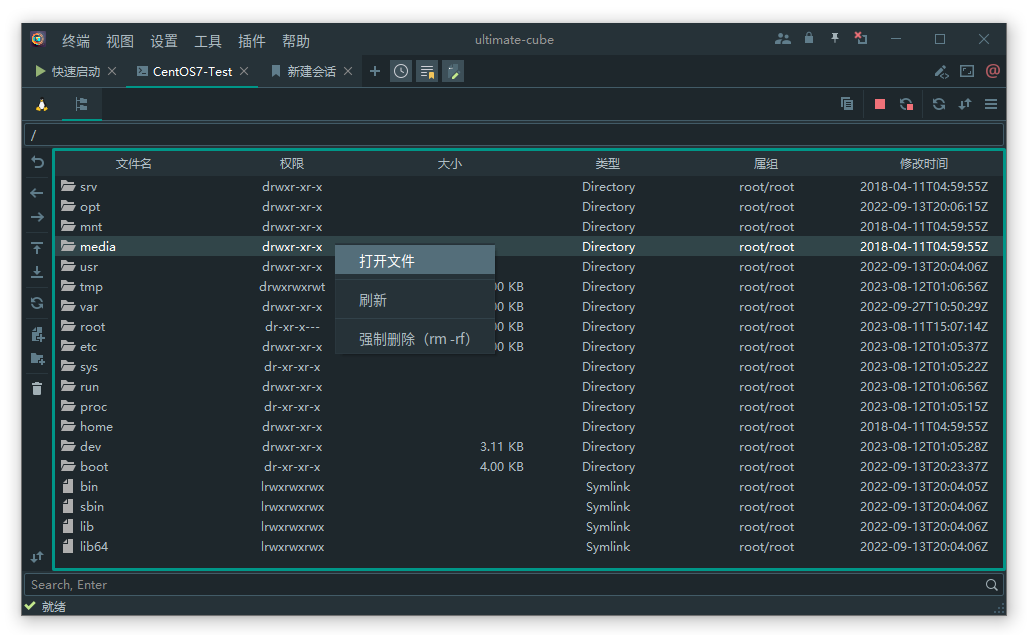 终端 视图 设置 工具 插件 帮助 ultimate-cube
快速启动 CentOS7-Test 新建会话
/
文件名 权限 大小 类型 属组 修改时间
srv drwxr-xr-x Directory root/root 2018-04-11T04:59:55Z
opt drwxr-xr-x Directory root/root 2022-09-13T20:06:15Z
mnt drwxr-xr-x Directory root/root 2018-04-11T04:59:55Z
media drwxr-xr-x Directory root/root 2018-04-11T04:59:55Z
打开文件
usr drwxr-xr-x Directory root/root 2022-09-13T20:04:06Z
tmp drwxrwxrwt 00 KB Directory root/root 2023-08-12T01:06:56Z
刷新
var drwxr-xr-x 00 KB Directory root/root 2022-09-27T10:50:29Z
root dr-xr-x--- 00 KB Directory root/root 2023-08-11T15:07:14Z
强制删除（rm -rf）
etc drwxr-xr-x 00 KB Directory root/root 2023-08-12T01:05:37Z
sys dr-xr-xr-x Directory root/root 2023-08-12T01:05:22Z
run drwxr-xr-x Directory root/root 2023-08-12T01:06:56Z
proc dr-xr-xr-x Directory root/root 2023-08-12T01:05:15Z
home drwxr-xr-x Directory root/root 2018-04-11T04:59:55Z
dev drwxr-xr-x 3.11 KB Directory root/root 2023-08-12T01:05:28Z
boot dr-xr-xr-x 4.00 KB Directory root/root 2022-09-13T20:23:37Z
bin lrwxrwxrwx Symlink root/root 2022-09-13T20:04:05Z
sbin lrwxrwxrwx Symlink root/root 2022-09-13T20:04:06Z
lib lrwxrwxrwx Symlink root/root 2022-09-13T20:04:06Z
lib64 lrwxrwxrwx Symlink root/root 2022-09-13T20:04:06Z
Search, Enter
就绪